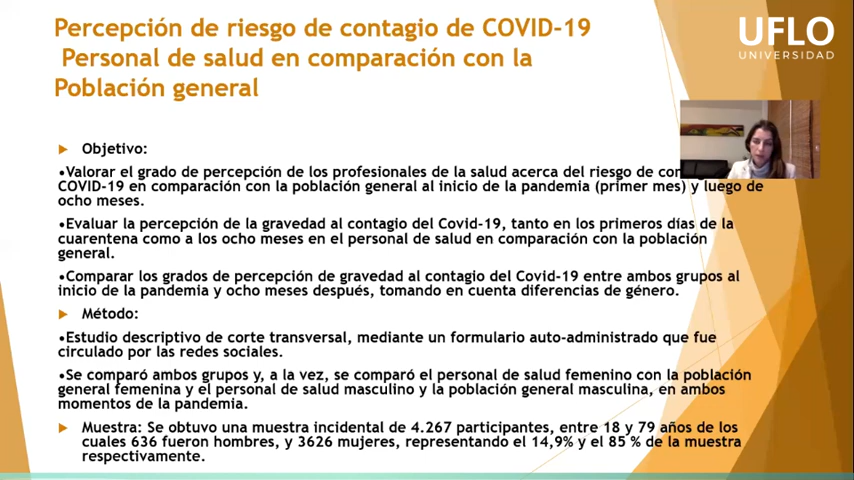 Percepción de riesgo de contagio de COVID-19
Personal de salud en comparación con la
Población general
UFLO
UNIVERSIDAD
Objetivo:
•Valorar el grado de percepción de los profesionales de la salud acerca del riesgo de
COVID-19 en comparación con la población general al inicio de la pandemia (primer mes) y luego de
ocho meses.
•Evaluar la percepción de la gravedad al contagio del Covid-19, tanto en los primeros días de la
cuarentena como a los ocho meses en el personal de salud en comparación con la población
general.
•Comparar los grados de percepción de gravedad al contagio del Covid-19 entre ambos grupos al
inicio de la pandemia y ocho meses después, tomando en cuenta diferencias de género.
Método:
•Estudio descriptivo de corte transversal, mediante un formulario auto-administrado que fue
circulado por las redes sociales.
•Se comparó ambos grupos y, a la vez, se comparó el personal de salud femenino con la población
general femenina y el personal de salud masculino y la población general masculina, en ambos
momentos de la pandemia.
Muestra: Se obtuvo una muestra incidental de 4.267 participantes, entre 18 y 79 años de los
cuales 636 fueron hombres, y 3626 mujeres, representando el 14,9% y el 85 % de la muestra
respectivamente.